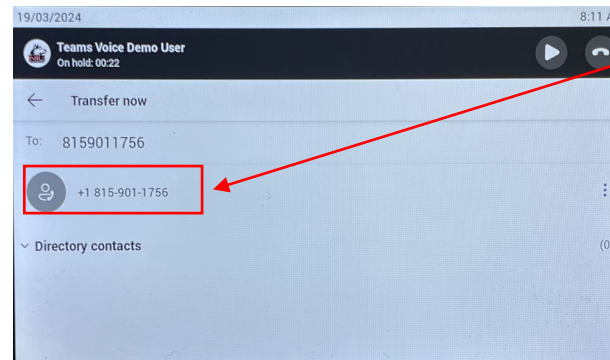 19/03/2024 8:11
Teams Voice Demo User
On hold: 00:22
Transfer now
To: 8159011756
+1 815-901-1756
Directory contacts (0